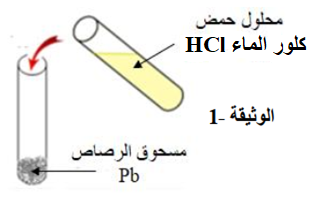 محلول حمض
كلور الماء HCl
الوثيقة -1
مسحوق الرصاص
Pb